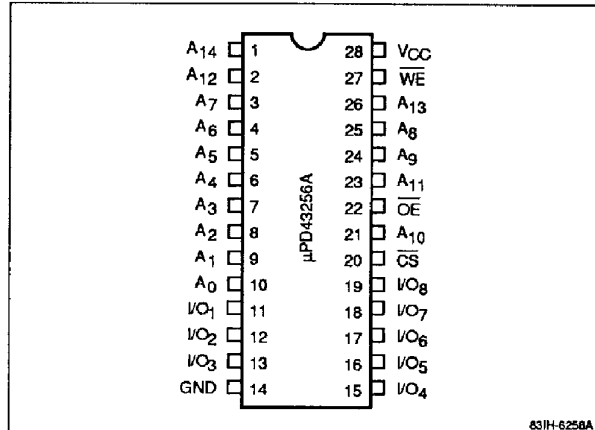 A14 1 28 VCC
A12 2 27 WE
A7 3 26 A13
A6 4 25 A8
A5 5 24 A9
A4 6 23 A11
A3 7 22 OE
A2 8 21 A10
A1 9 20 CS
A0 10 19 I/O8
I/O1 11 18 I/O7
I/O2 12 17 I/O6
I/O3 13 16 I/O5
GND 14 15 I/O4
µPD43256A
83IH-6256A